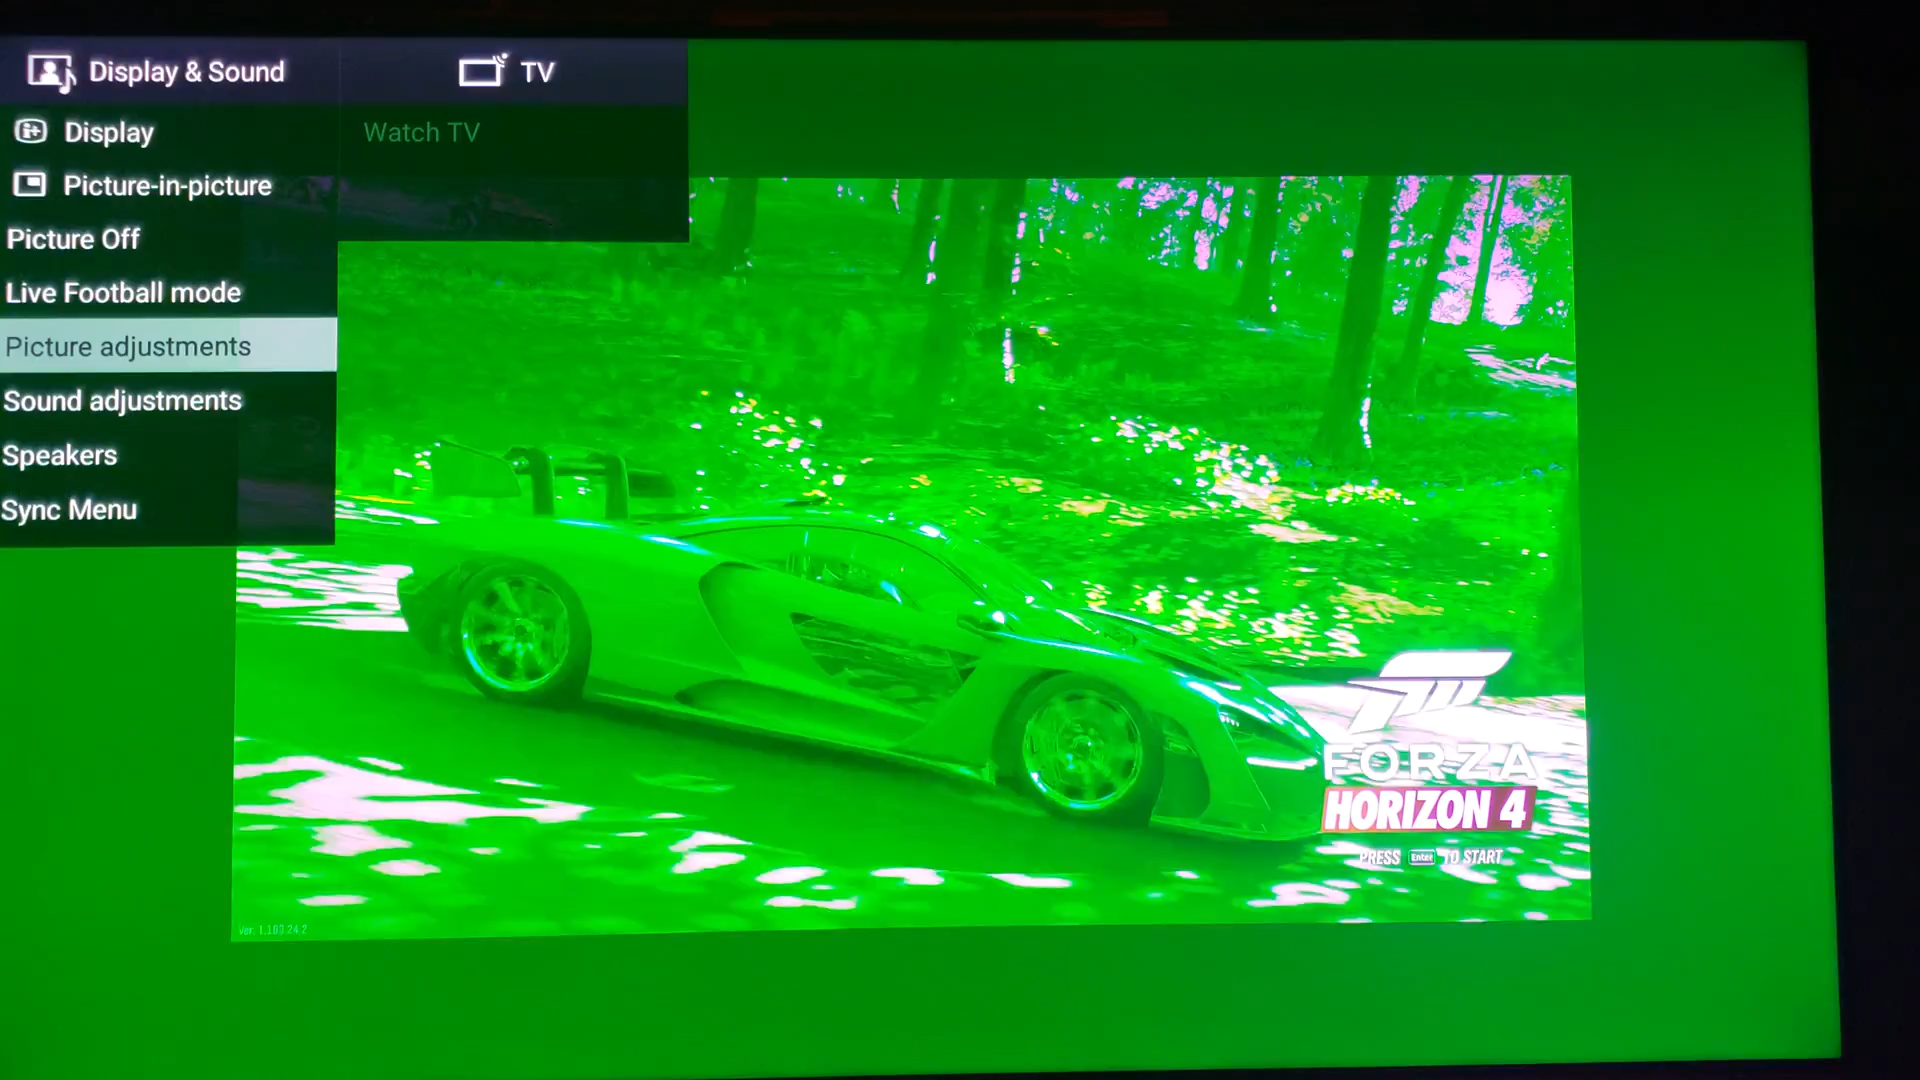 Display & Sound
TV
Display
Watch TV
Picture-in-picture
Picture Off
Live Football mode
Picture adjustments
Sound adjustments
Speakers
Sync Menu
FORZA
HORIZON 4
PRESS Enter TO START